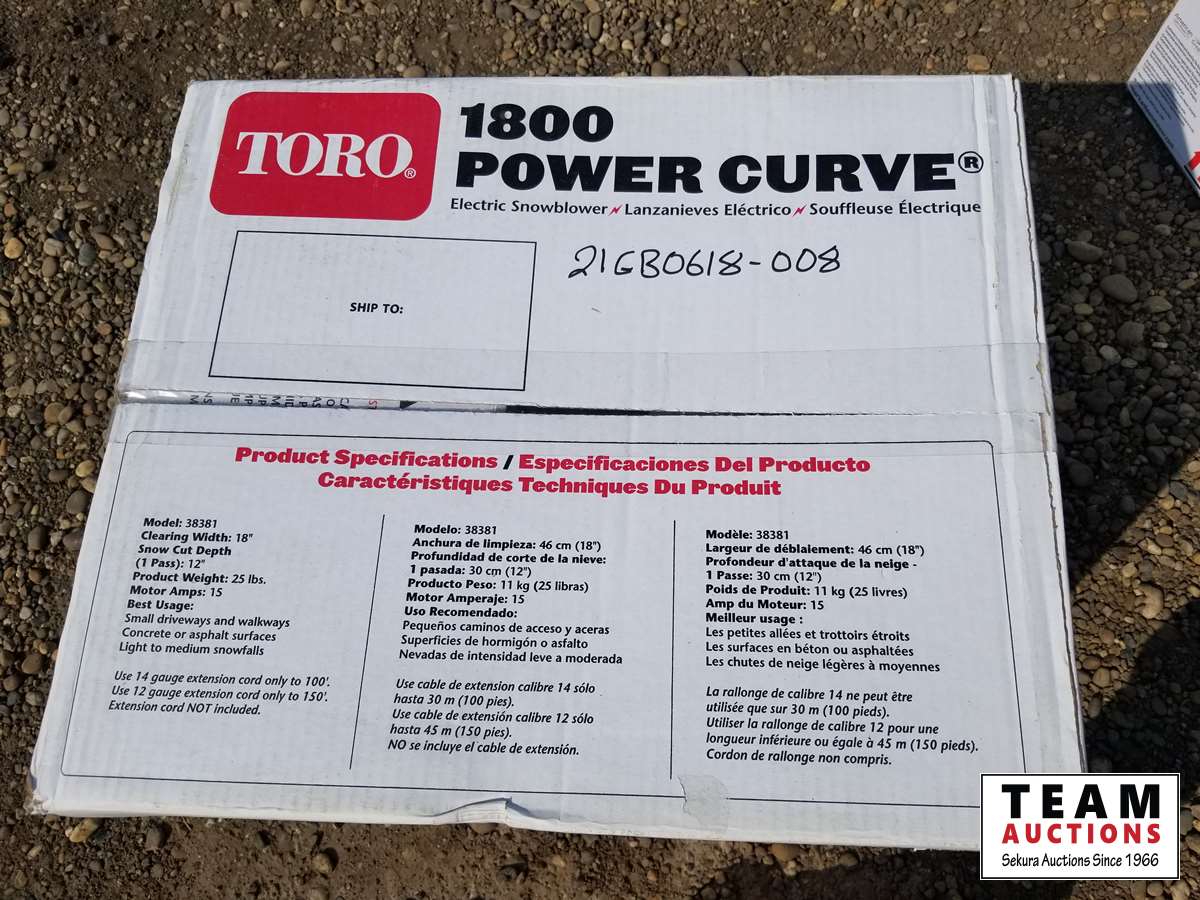 TORO®
1800
POWER CURVE®
Electric Snowblower Lanzanieves Eléctrico Souffleuse Électrique
21GB0618-008
SHIP TO:
Product Specifications / Especificaciones Del Producto
Caractéristiques Techniques Du Produit
Model: 38381
Clearing Width: 18"
Snow Cut Depth
(1 Pass): 12"
Product Weight: 25 lbs.
Motor Amps: 15
Best Usage:
Small driveways and walkways
Concrete or asphalt surfaces
Light to medium snowfalls
Use 14 gauge extension cord only to 100'.
Use 12 gauge extension cord only to 150'.
Extension cord NOT included.
Modelo: 38381
Anchura de limpieza: 46 cm (18")
Profundidad de corte de la nieve:
1 pasada: 30 cm (12")
Producto Peso: 11 kg (25 libras)
Motor Amperaje: 15
Uso Recomendado:
Pequeños caminos de acceso y aceras
Superficies de hormigón o asfalto
Nevadas de intensidad leve a moderada
Use cable de extension calibre 14 sólo
hasta 30 m (100 pies).
Use cable de extensión calibre 12 sólo
hasta 45 m (150 pies).
NO se incluye el cable de extensión.
Modèle: 38381
Largeur de déblaiement: 46 cm (18")
Profondeur d'attaque de la neige -
1 Passe: 30 cm (12")
Poids de Produit: 11 kg (25 livres)
Amp du Moteur: 15
Meilleur usage :
Les petites allées et trottoirs étroits
Les surfaces en béton ou asphaltées
Les chutes de neige légères à moyennes
La rallonge de calibre 14 ne peut être
utilisée que sur 30 m (100 pieds).
Utiliser la rallonge de calibre 12 pour une
longueur inférieure ou égale à 45 m (150 pieds).
Cordon de rallonge non compris.
TEAM
AUCTIONS
Sekura Auctions Since 1966